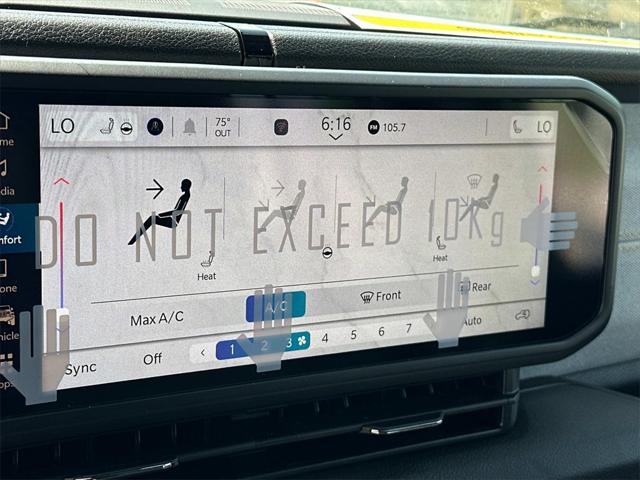 LO 75° OUT 6:16 FM 105.7 LO
DO NOT EXCEED 10Kg
Heat Heat
Max A/C A/C Front Rear
Sync Off < 1 2 3 4 5 6 7 Auto